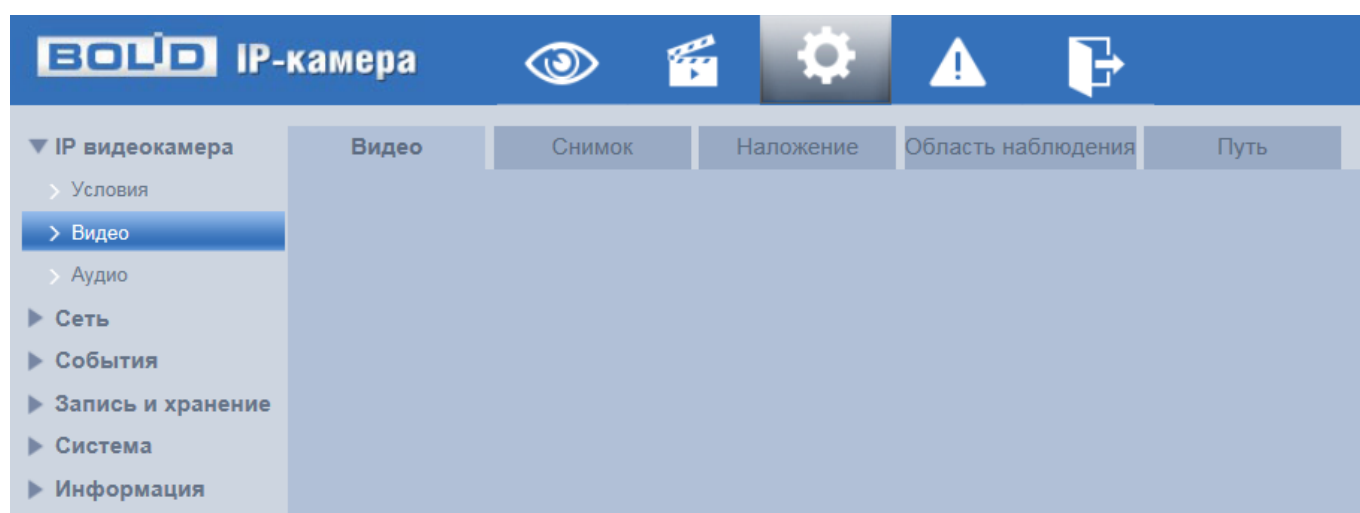 BOLID IP-камера
IP видеокамера
Видео
Снимок
Наложение
Область наблюдения
Путь
Условия
Видео
Аудио
Сеть
События
Запись и хранение
Система
Информация